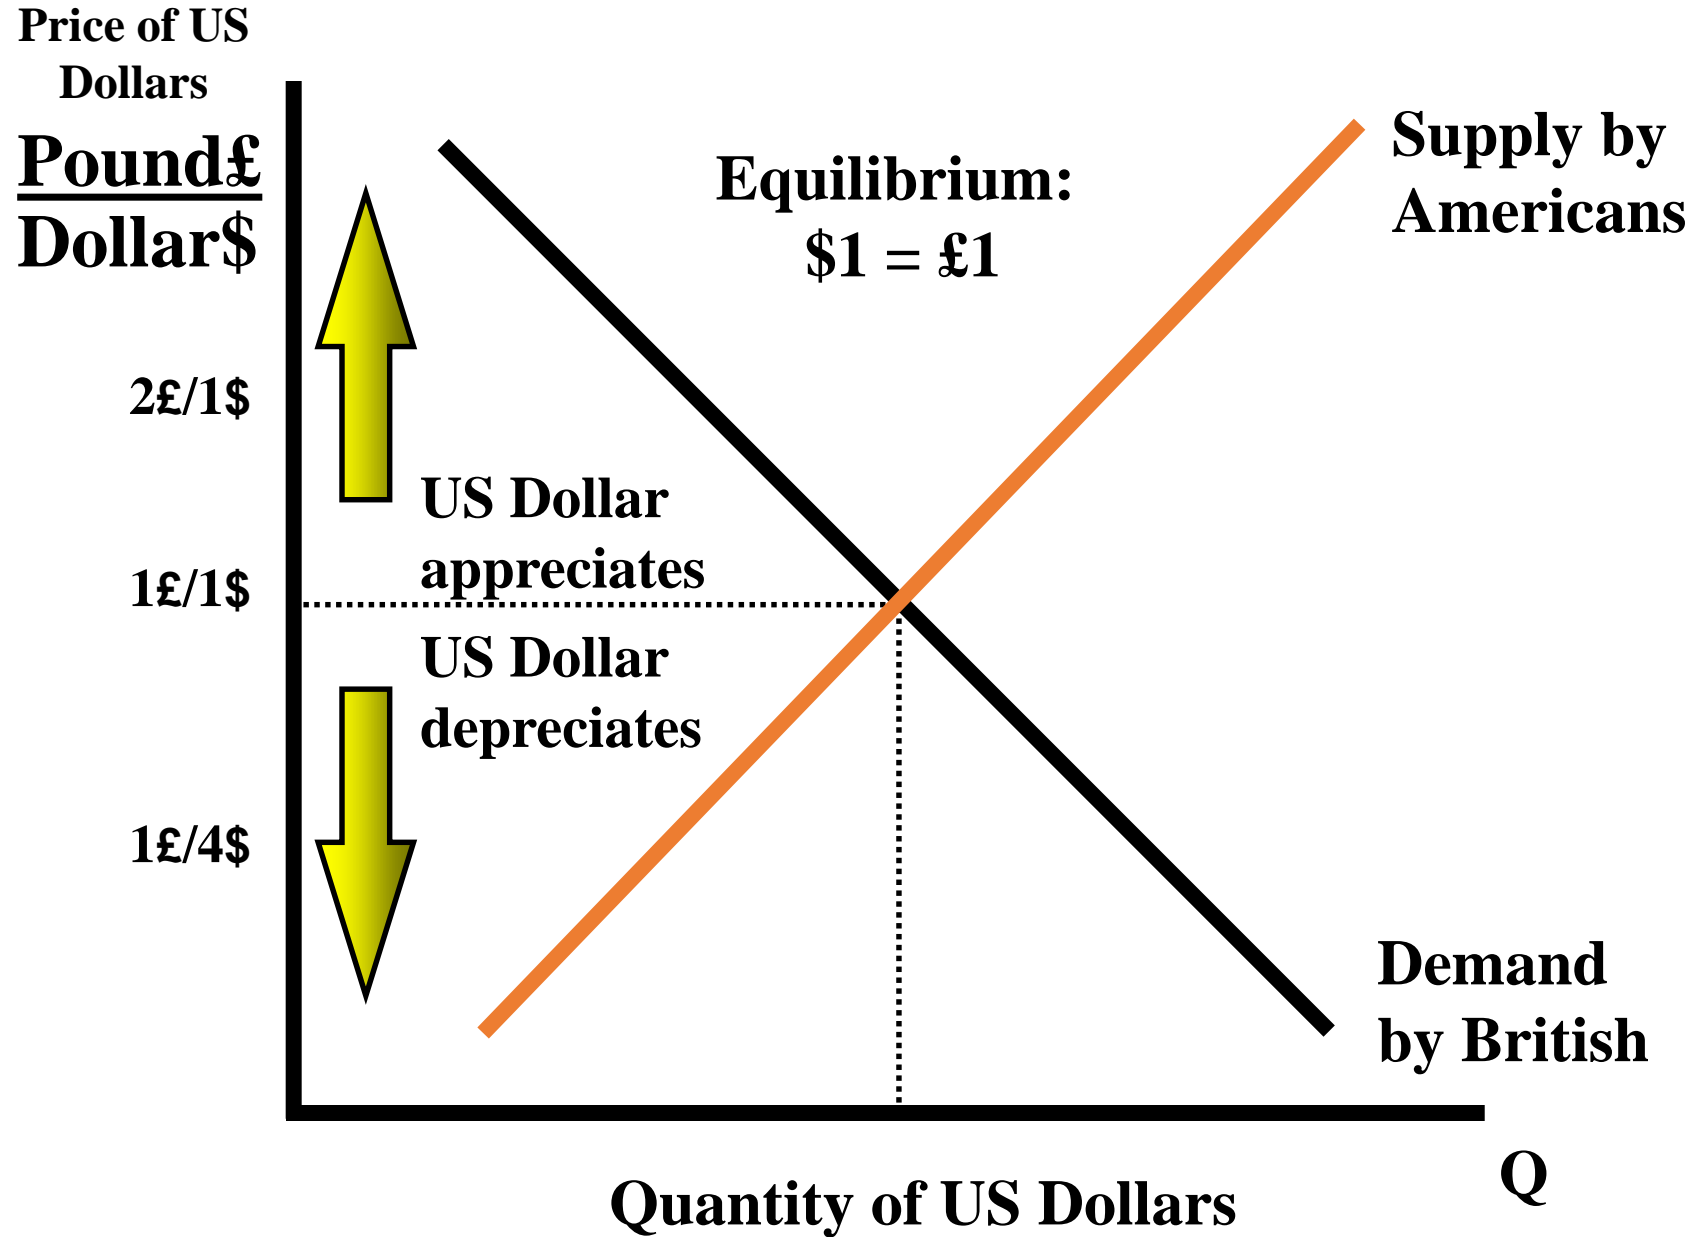 Price of US
Dollars
Pound£
Dollar$
Equilibrium:
$1 = £1
Supply by
Americans
2£/1$
US Dollar
appreciates
1£/1$
US Dollar
depreciates
1£/4$
Demand
by British
Quantity of US Dollars
Q